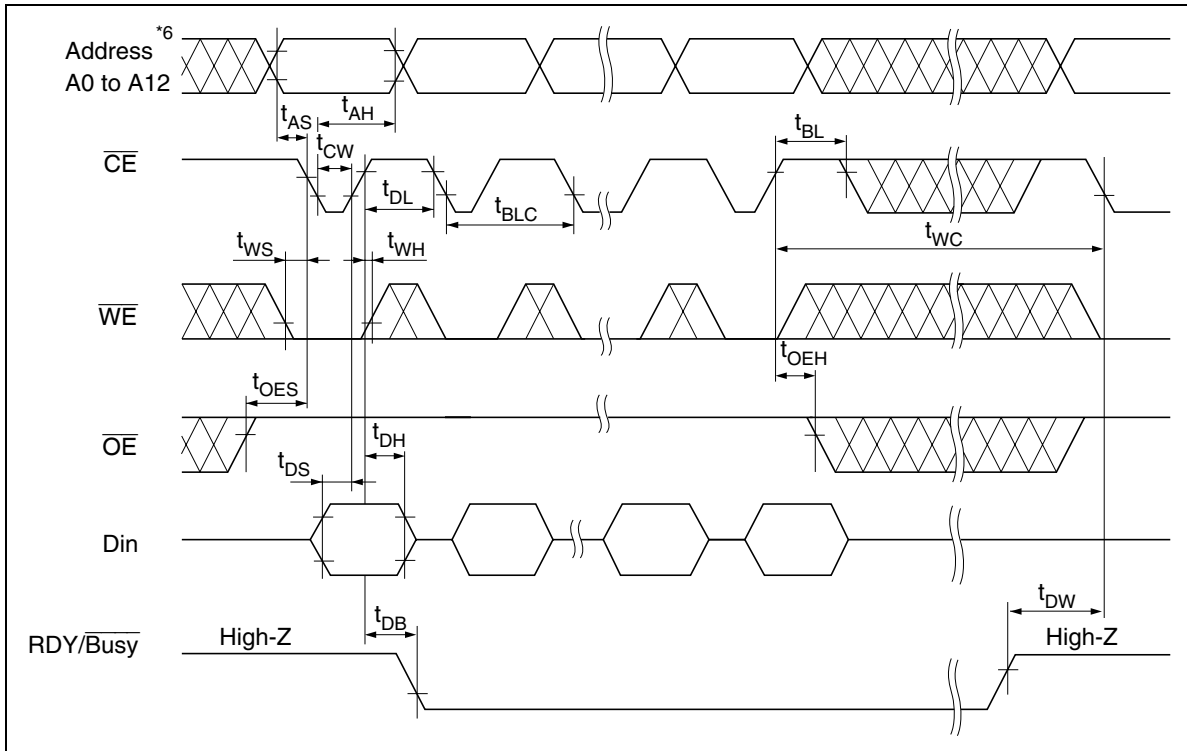 Address *6
A0 to A12
tAS
tAH
tBL
CE
tCW
tDL
tBLC
tWC
tWS
tWH
WE
tOEH
tOES
OE
tDH
tDS
Din
tDB
tDW
RDY/Busy
High-Z
High-Z